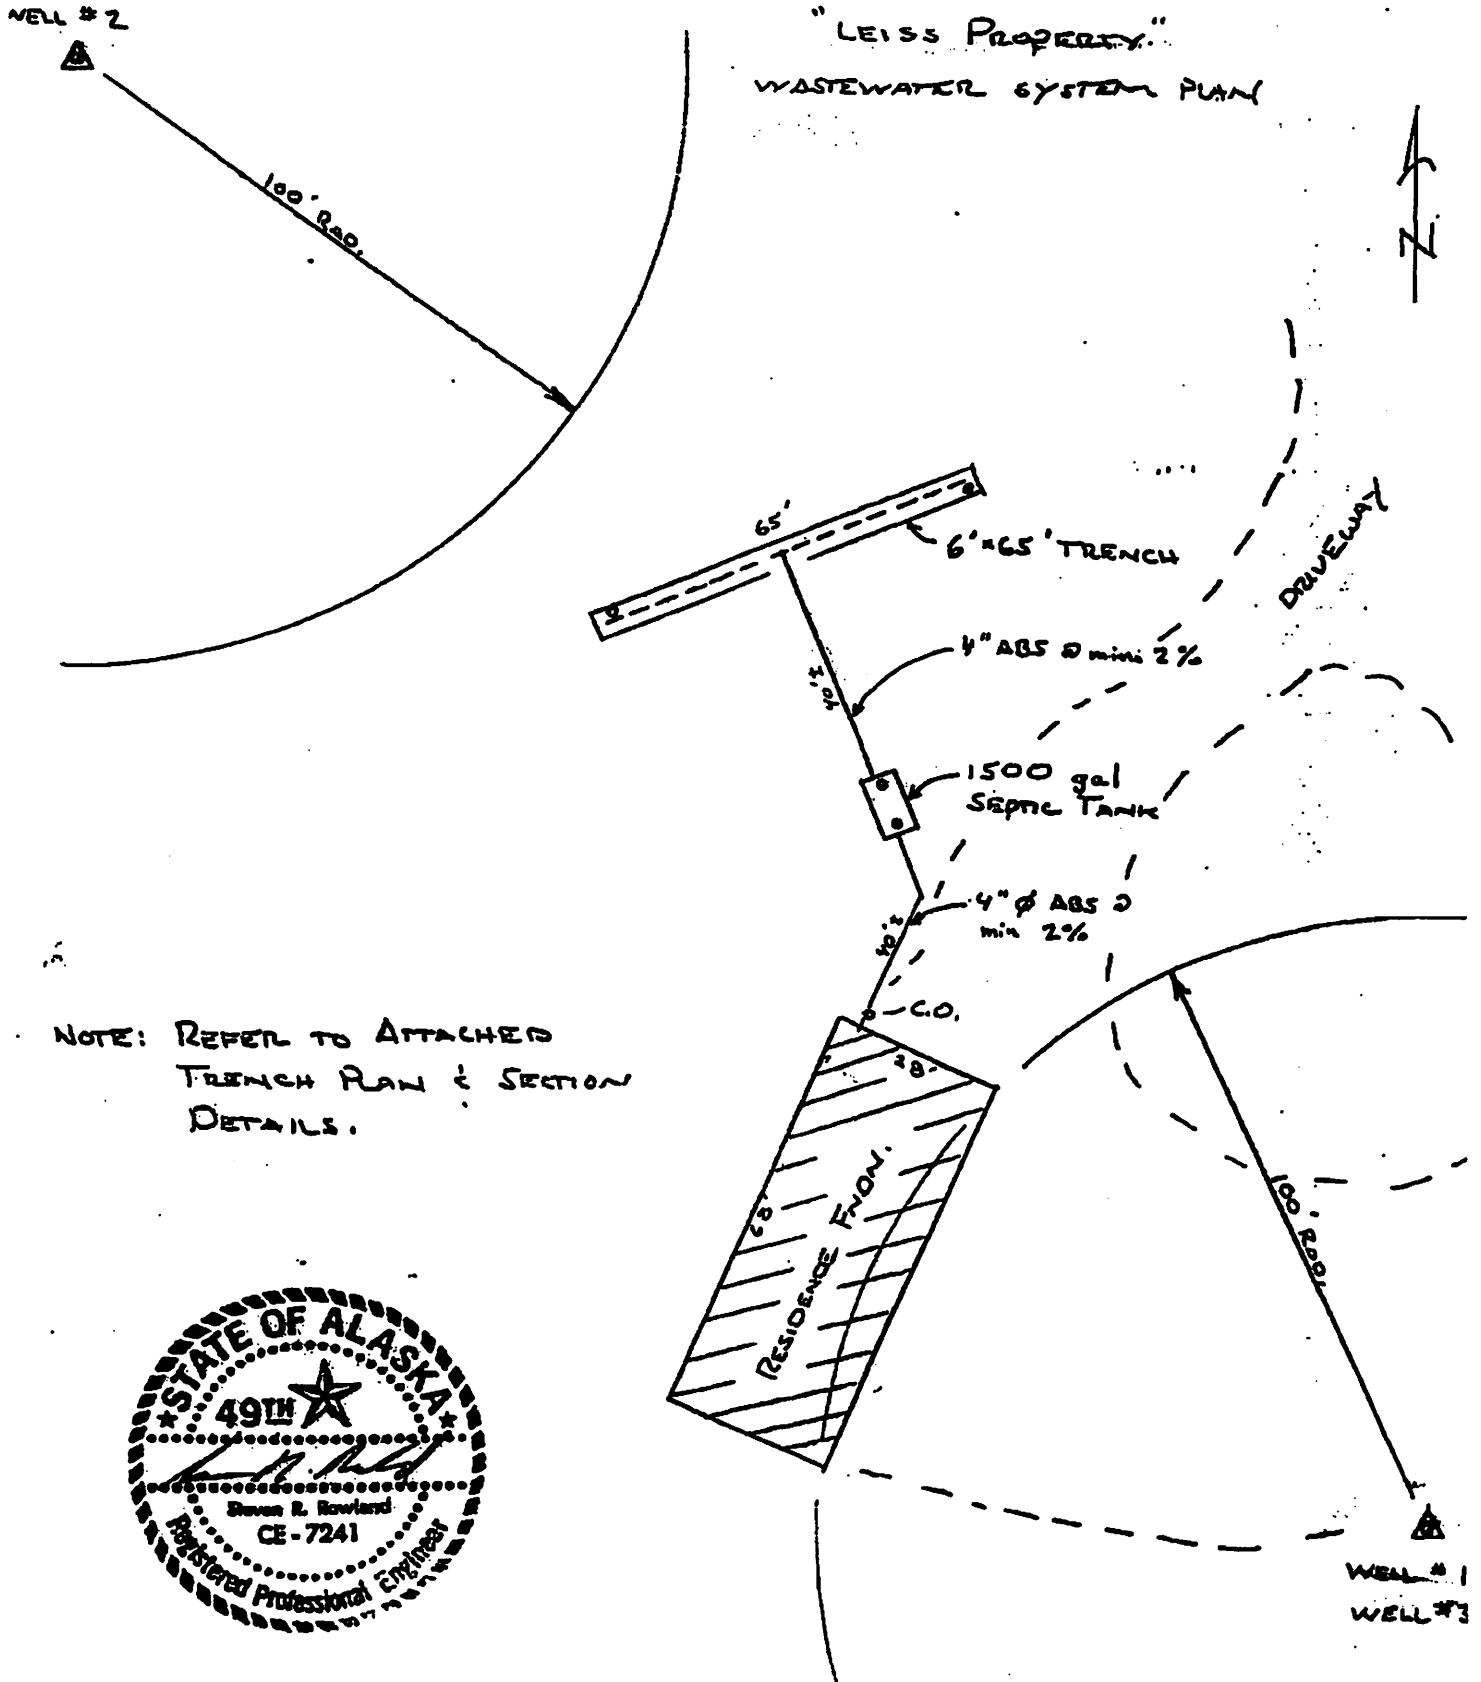 WELL #2
"LEISS PROPERTY."
WASTEWATER SYSTEM PLAN
100' RAD.
N
65'
6'x65' TRENCH
DRIVEWAY
4" ABS @ mini 2%
40'±
1500 gal
SEPTIC TANK
4" Ø ABS @
min 2%
40'±
C.O.
NOTE: REFER TO ATTACHED
TRENCH PLAN & SECTION
DETAILS.
28'
68'
RESIDENCE FNDN.
100' RAD.
STATE OF ALASKA
49TH
Steven R. Rowland
CE-7241
Registered Professional Engineer
WELL #1
WELL #3